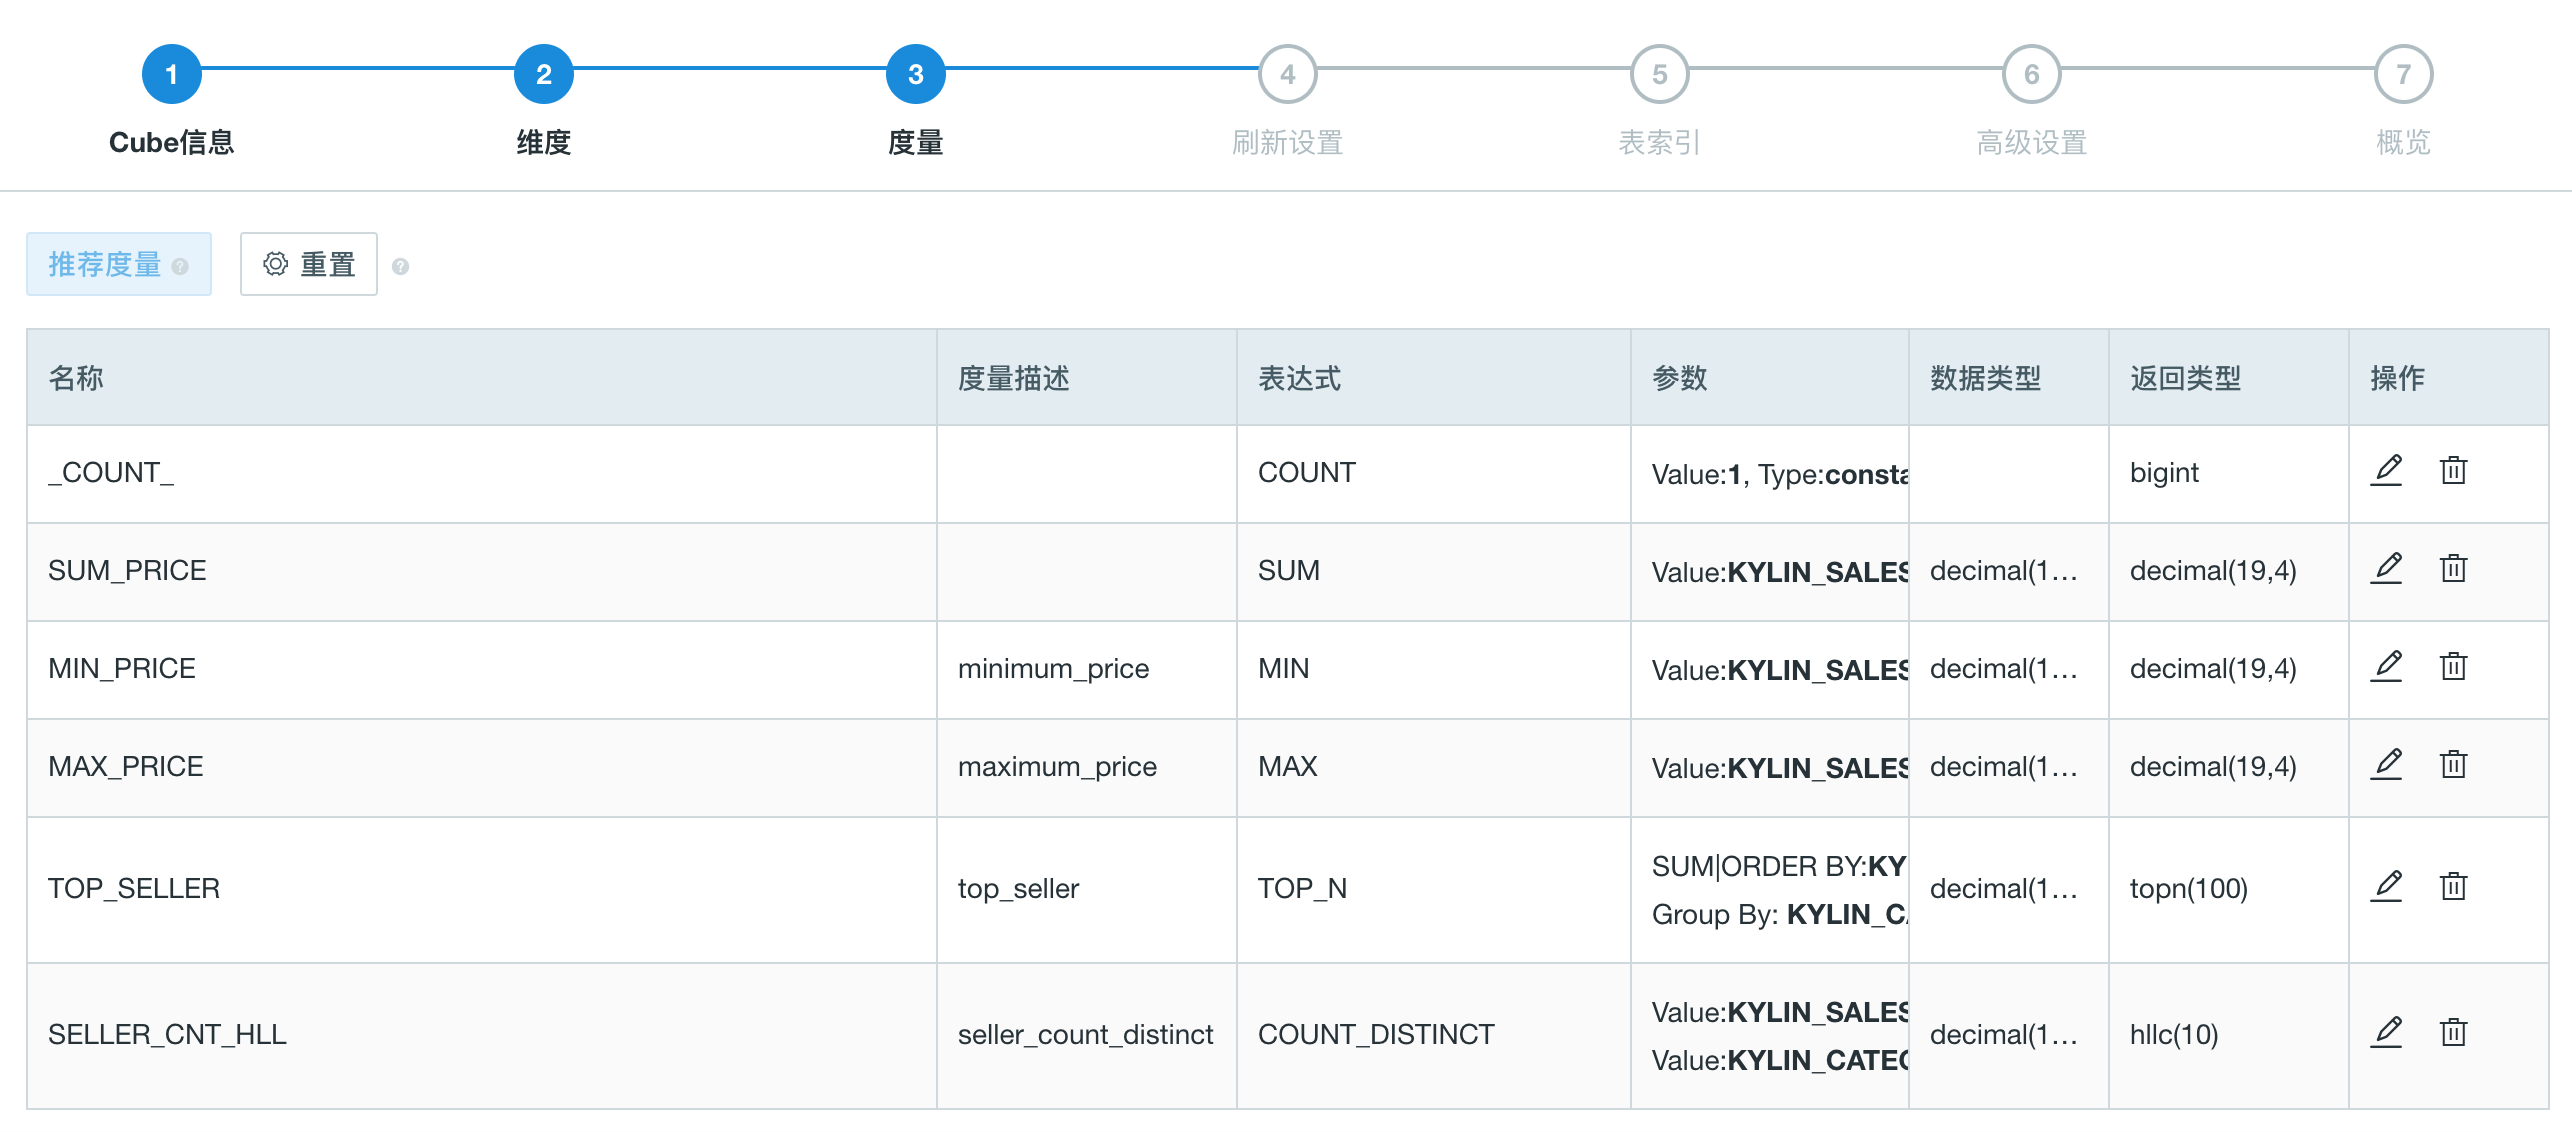 1 2 3 4 5 6 7
Cube信息 维度 度量 刷新设置 表索引 高级设置 概览
推荐度量 ? 重置 ?
名称 度量描述 表达式 参数 数据类型 返回类型 操作
_COUNT_ COUNT Value:1, Type:consta bigint
SUM_PRICE SUM Value:KYLIN_SALES decimal(1... decimal(19,4)
MIN_PRICE minimum_price MIN Value:KYLIN_SALES decimal(1... decimal(19,4)
MAX_PRICE maximum_price MAX Value:KYLIN_SALES decimal(1... decimal(19,4)
TOP_SELLER top_seller TOP_N SUM|ORDER BY:KY decimal(1... topn(100)
Group By: KYLIN_CA
SELLER_CNT_HLL seller_count_distinct COUNT_DISTINCT Value:KYLIN_SALES decimal(1... hllc(10)
Value:KYLIN_CATEG